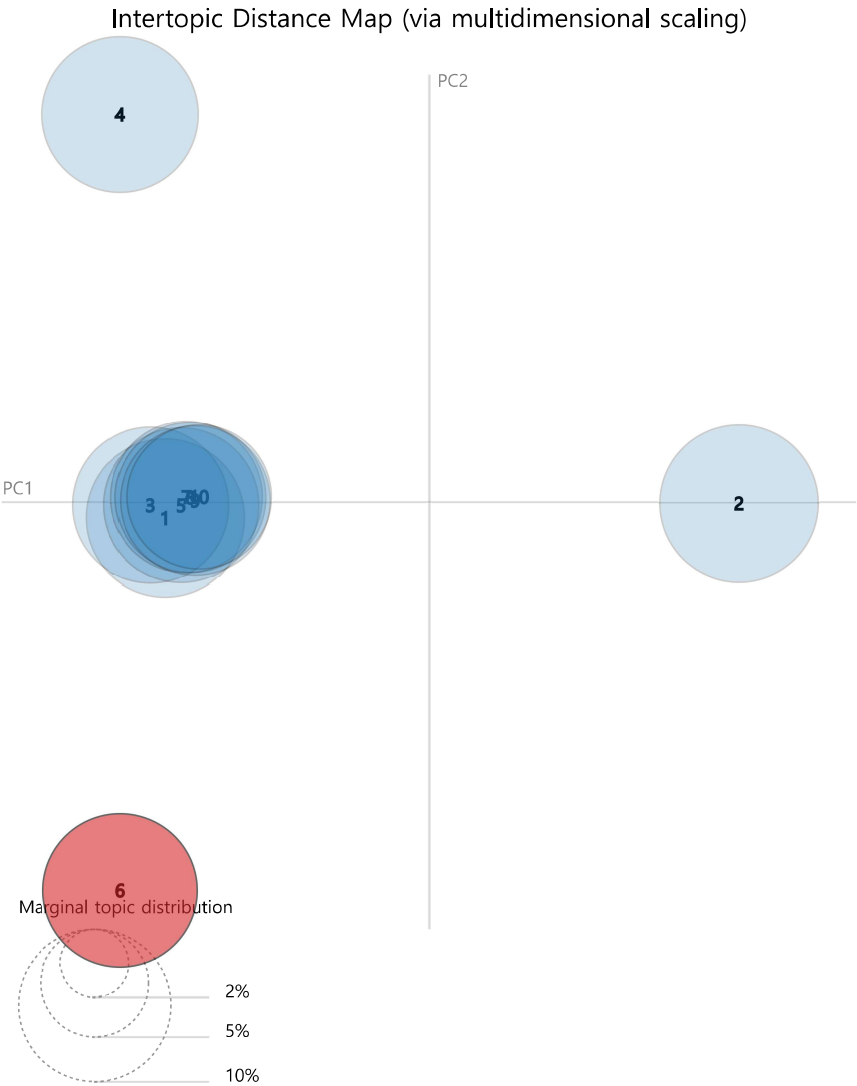 Intertopic Distance Map (via multidimensional scaling)
4
PC2
PC1
3
1
5
10
2
6
Marginal topic distribution
2%
5%
10%